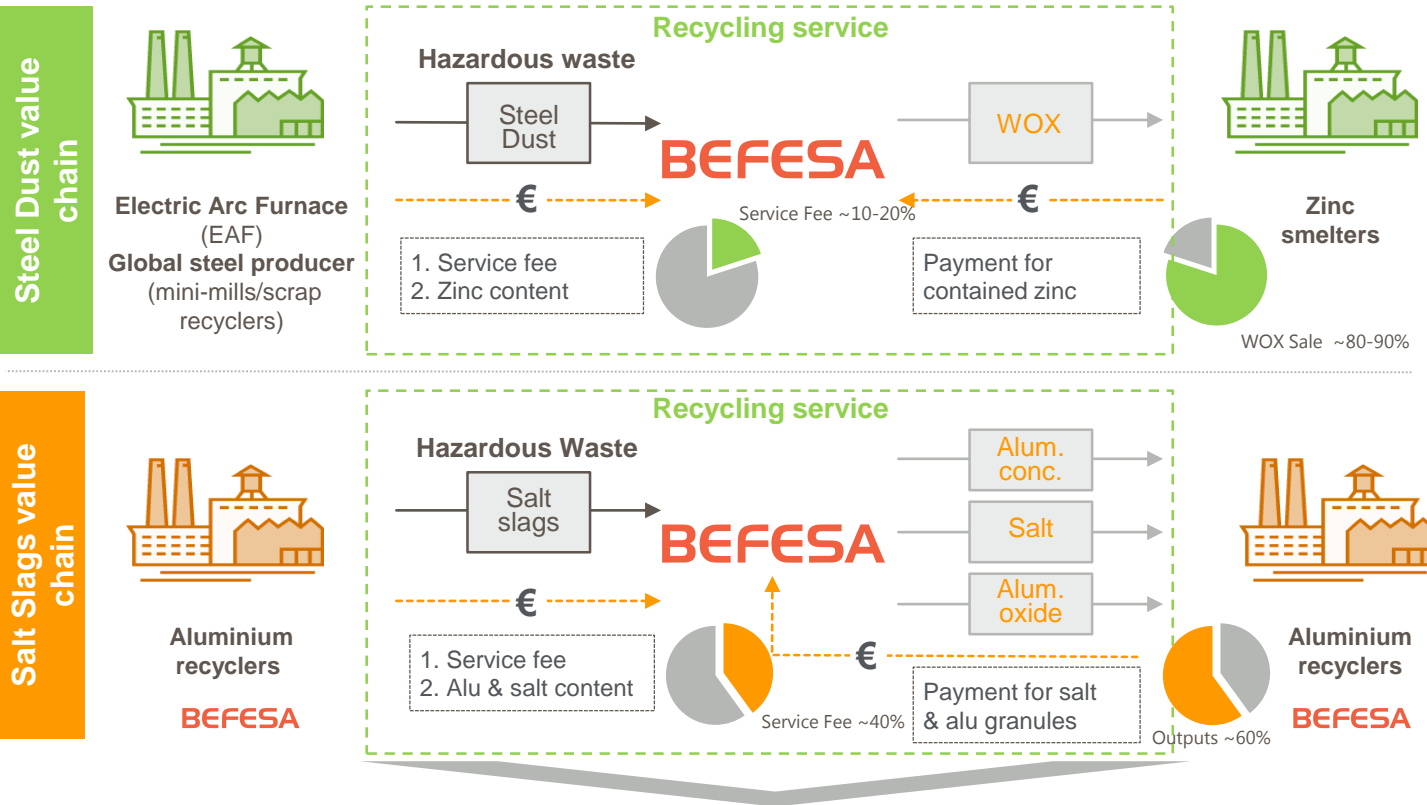 Steel Dust value
chain
Recycling service
Hazardous waste
Steel
Dust
WOX
BEFESA
€
€
Service Fee ~10-20%
Electric Arc Furnace
(EAF)
Global steel producer
(mini-mills/scrap
recyclers)
1. Service fee
2. Zinc content
Payment for
contained zinc
Zinc
smelters
WOX Sale ~80-90%
Salt Slags value
chain
Recycling service
Hazardous Waste
Salt
slags
Alum.
conc.
BEFESA
Salt
Alum.
oxide
€
€
Aluminium
recyclers
BEFESA
1. Service fee
2. Alu & salt content
Service Fee ~40%
Payment for salt
& alu granules
Outputs ~60%
Aluminium
recyclers
BEFESA